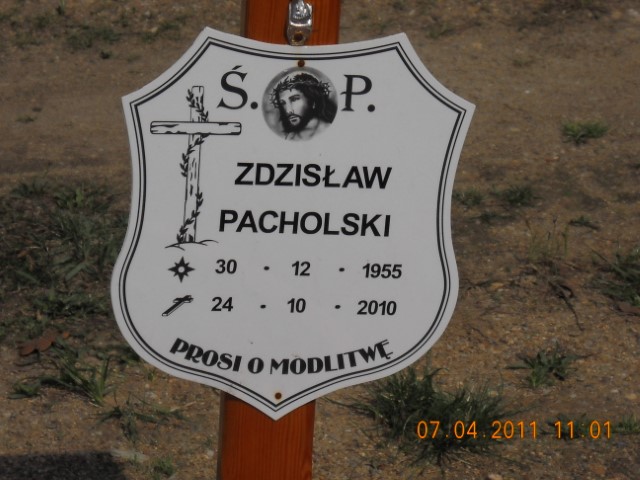 Ś. P.
ZDZISŁAW
PACHOLSKI
30 - 12 - 1955
24 - 10 - 2010
PROSI O MODLITWĘ
07.04.2011 11:01